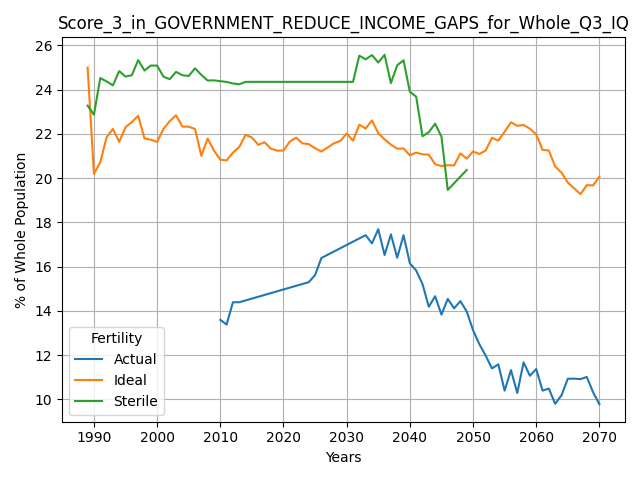 Score_3_in_GOVERNMENT_REDUCE_INCOME_GAPS_for_Whole_Q3_IQ
26
24
22
20
18
16
14
12
10
% of Whole Population
Fertility
Actual
Ideal
Sterile
1990 2000 2010 2020 2030 2040 2050 2060 2070
Years